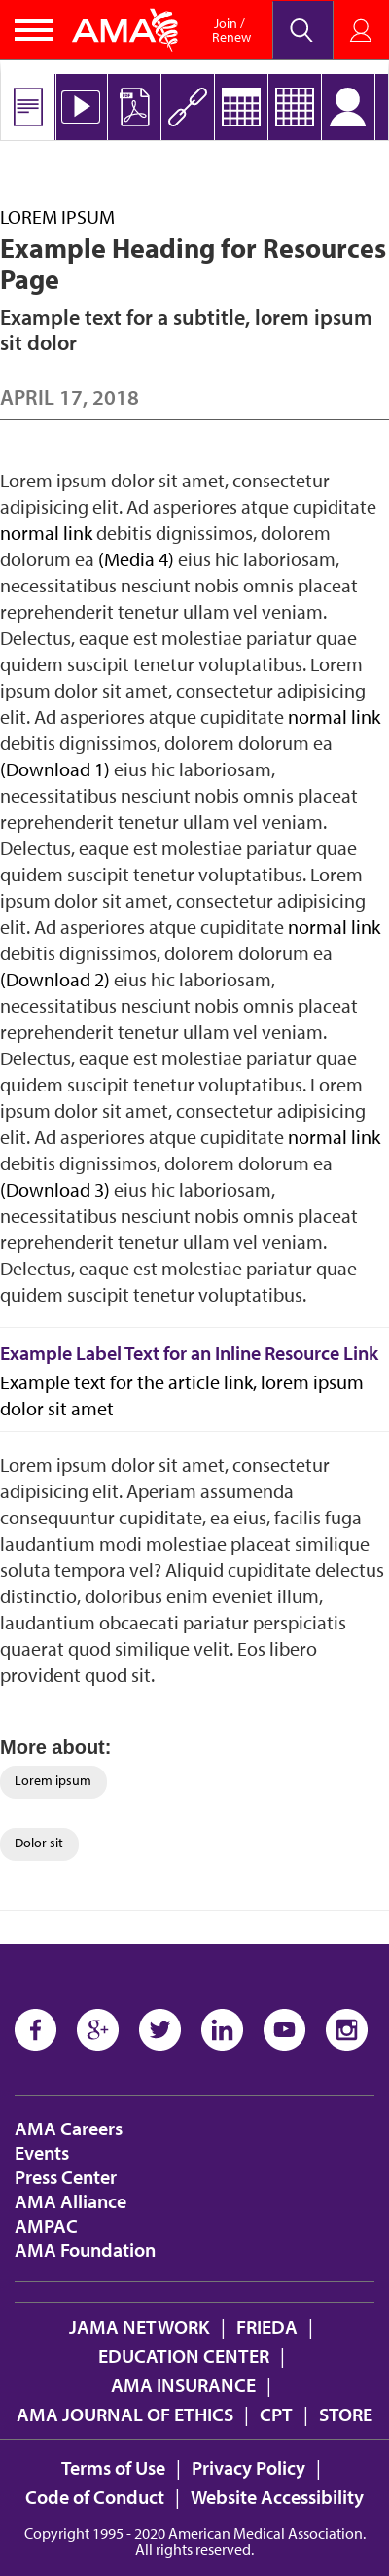 AMA
Join /
Renew
PDF
LOREM IPSUM
Example Heading for Resources
Page
Example text for a subtitle, lorem ipsum
sit dolor
APRIL 17, 2018
Lorem ipsum dolor sit amet, consectetur
adipisicing elit. Ad asperiores atque cupiditate
normal link debitis dignissimos, dolorem
dolorum ea (Media 4) eius hic laboriosam,
necessitatibus nesciunt nobis omnis placeat
reprehenderit tenetur ullam vel veniam.
Delectus, eaque est molestiae pariatur quae
quidem suscipit tenetur voluptatibus. Lorem
ipsum dolor sit amet, consectetur adipisicing
elit. Ad asperiores atque cupiditate normal link
debitis dignissimos, dolorem dolorum ea
(Download 1) eius hic laboriosam,
necessitatibus nesciunt nobis omnis placeat
reprehenderit tenetur ullam vel veniam.
Delectus, eaque est molestiae pariatur quae
quidem suscipit tenetur voluptatibus. Lorem
ipsum dolor sit amet, consectetur adipisicing
elit. Ad asperiores atque cupiditate normal link
debitis dignissimos, dolorem dolorum ea
(Download 2) eius hic laboriosam,
necessitatibus nesciunt nobis omnis placeat
reprehenderit tenetur ullam vel veniam.
Delectus, eaque est molestiae pariatur quae
quidem suscipit tenetur voluptatibus. Lorem
ipsum dolor sit amet, consectetur adipisicing
elit. Ad asperiores atque cupiditate normal link
debitis dignissimos, dolorem dolorum ea
(Download 3) eius hic laboriosam,
necessitatibus nesciunt nobis omnis placeat
reprehenderit tenetur ullam vel veniam.
Delectus, eaque est molestiae pariatur quae
quidem suscipit tenetur voluptatibus.
Example Label Text for an Inline Resource Link
Example text for the article link, lorem ipsum
dolor sit amet
Lorem ipsum dolor sit amet, consectetur
adipisicing elit. Aperiam assumenda
consequuntur cupiditate, ea eius, facilis fuga
laudantium modi molestiae placeat similique
soluta tempora vel? Aliquid cupiditate delectus
distinctio, doloribus enim eveniet illum,
laudantium obcaecati pariatur perspiciatis
quaerat quod similique velit. Eos libero
provident quod sit.
More about:
Lorem ipsum
Dolor sit
AMA Careers
Events
Press Center
AMA Alliance
AMPAC
AMA Foundation
JAMA NETWORK | FRIEDA |
EDUCATION CENTER |
AMA INSURANCE |
AMA JOURNAL OF ETHICS | CPT | STORE
Terms of Use | Privacy Policy |
Code of Conduct | Website Accessibility
Copyright 1995 - 2020 American Medical Association.
All rights reserved.